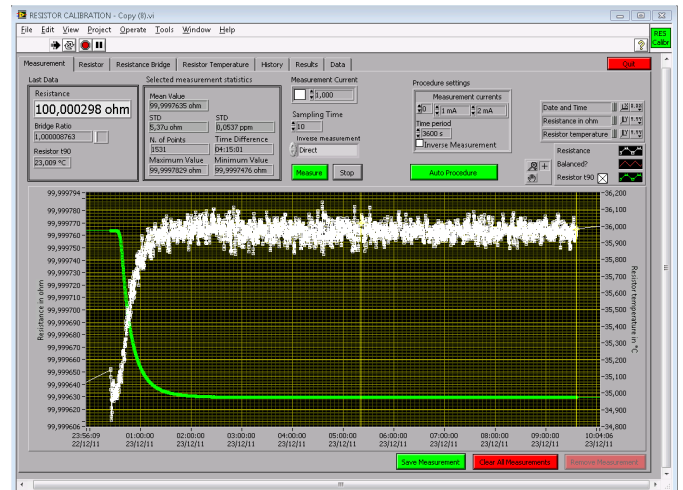 RESISTOR CALIBRATION - Copy (8).vi
File Edit View Project Operate Tools Window Help
RES
Calibr
Measurement Resistor Resistance Bridge Resistor Temperature History Results Data Quit
Last Data
Resistance
100,000298 ohm
Bridge Ratio
1,000008763
Resistor t90
23,009 °C
Selected measurement statistics
Mean Value
99,9997635 ohm
STD STD
5,37u ohm 0,0537 ppm
N. of Points Time Difference
1531 04:15:01
Maximum Value Minimum Value
99,9997829 ohm 99,9997476 ohm
Measurement Current
1,000
Sampling Time
10
Inverse measurement
Direct
Measure Stop
Procedure settings
Measurement currents
0 1 mA 2 mA
Time period
3600 s
Inverse Measurement
Auto Procedure
Date and Time
Resistance in ohm
Resistor temperature
Resistance
Balanced?
Resistor t90
Resistance in ohm
99,999794
99,999780
99,999770
99,999760
99,999750
99,999740
99,999730
99,999720
99,999710
99,999700
99,999690
99,999680
99,999670
99,999660
99,999650
99,999640
99,999630
99,999620
99,999606
36,200
36,100
36,000
35,900
35,800
35,700
35,600
35,500
35,400
35,300
35,200
35,100
35,000
34,900
34,800
Resistor temperature in °C
23:56:09 01:00:00 02:00:00 03:00:00 04:00:00 05:00:00 06:00:00 07:00:00 08:00:00 09:00:00 10:04:06
22/12/11 23/12/11 23/12/11 23/12/11 23/12/11 23/12/11 23/12/11 23/12/11 23/12/11 23/12/11 23/12/11
Save Measurement Clear All Measurements Remove Measurement